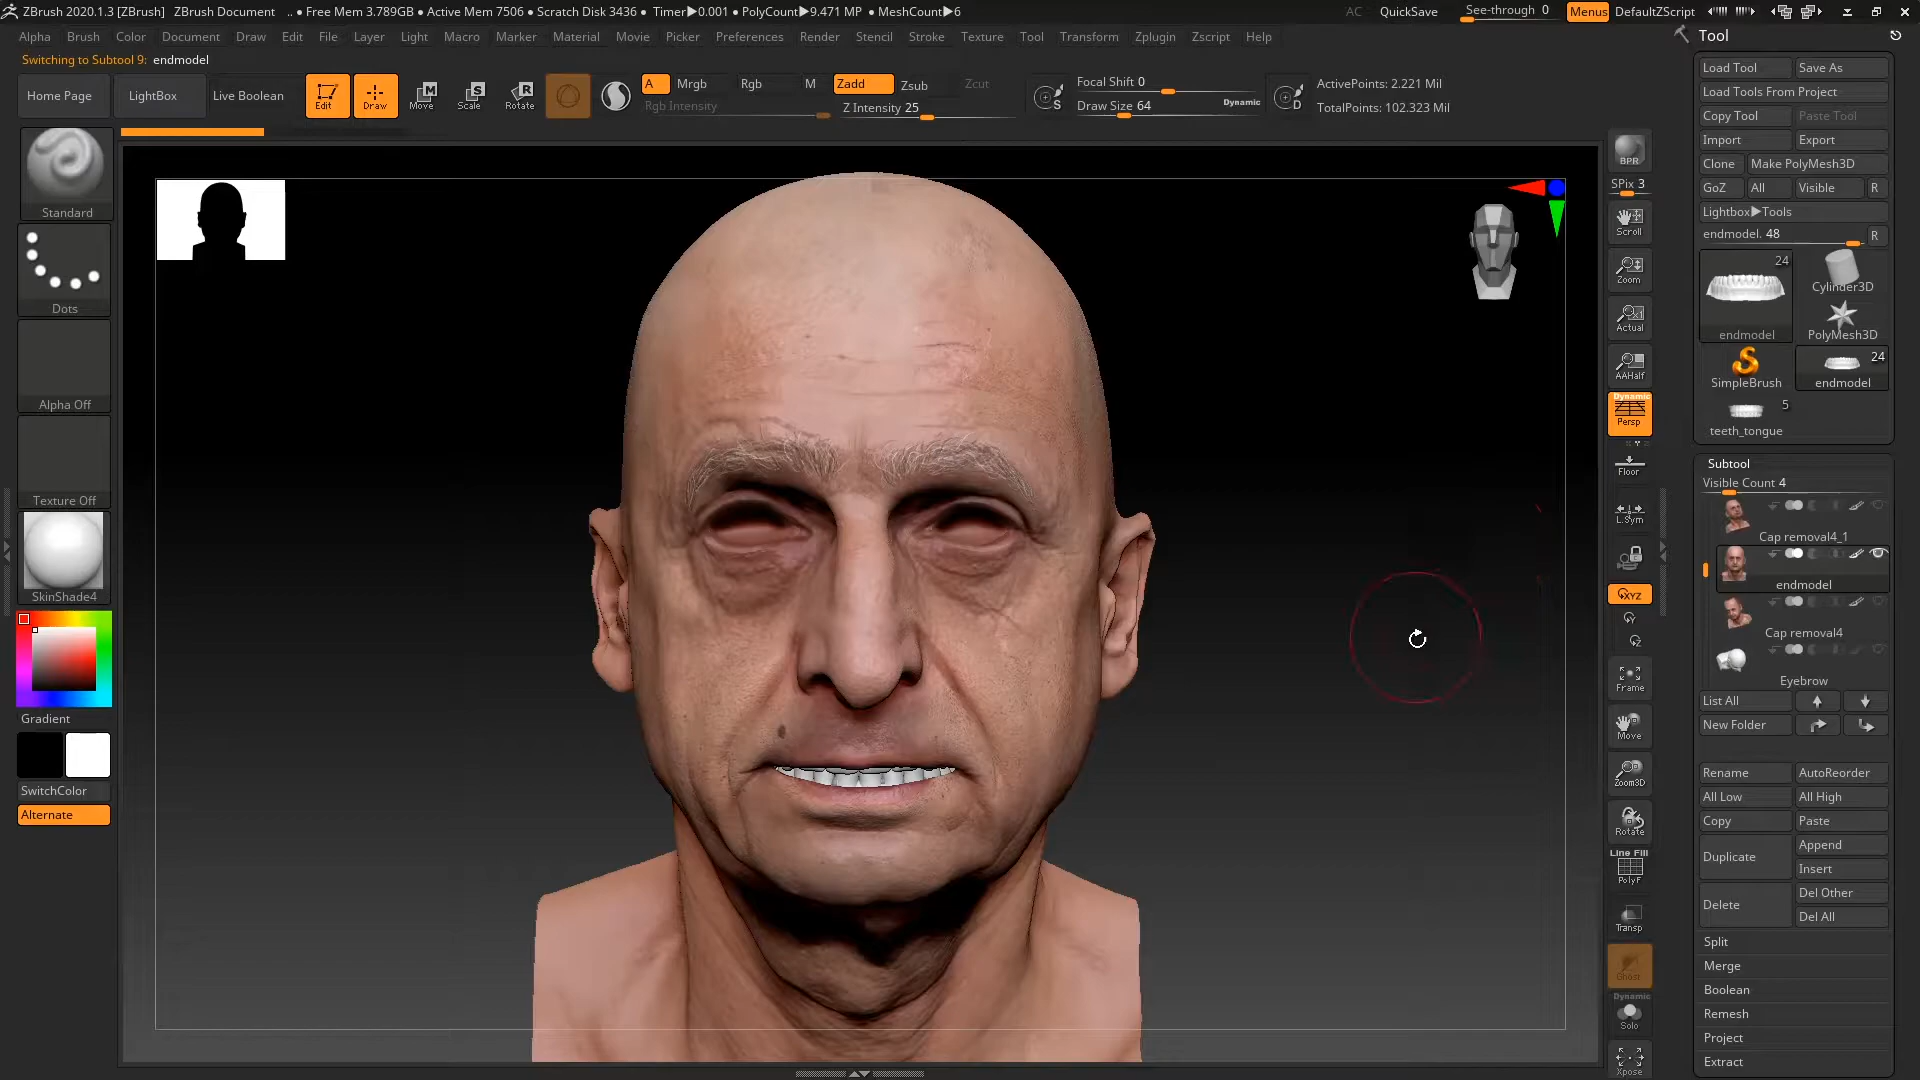 ZBrush 2020.1.3 [ZBrush] ZBrush Document .. • Free Mem 3.789GB • Active Mem 7506 • Scratch Disk 3436 • Timer▶0.001 • PolyCount▶9.471 MP • MeshCount▶6 AC QuickSave See-through 0 Menus DefaultZScript
Alpha Brush Color Document Draw Edit File Layer Light Macro Marker Material Movie Picker Preferences Render Stencil Stroke Texture Tool Transform Zplugin Zscript Help
Switching to Subtool 9: endmodel
Home Page
LightBox
Live Boolean
Edit
Draw
Move
Scale
Rotate
A Mrgb Rgb M Zadd Zsub Zcut
Rgb Intensity
Z Intensity 25
S
Focal Shift 0
Draw Size 64 Dynamic
D
ActivePoints: 2.221 Mil
TotalPoints: 102.323 Mil
Standard
Dots
Alpha Off
Texture Off
SkinShade4
Gradient
SwitchColor
Alternate
BPR
SPix 3
Scroll
Zoom
Actual
AAHalf
Dynamic
Persp
Floor
L.Sym
XYZ
Y
Z
Frame
Move
Zoom3D
Rotate
Line Fill
PolyF
Transp
Ghost
Dynamic
Solo
Xpose
Tool
Load Tool Save As
Load Tools From Project
Copy Tool Paste Tool
Import Export
Clone Make PolyMesh3D
GoZ All Visible R
Lightbox▶Tools
endmodel. 48 R
24
endmodel
Cylinder3D
PolyMesh3D
SimpleBrush
24
endmodel
5
teeth_tongue
Subtool
Visible Count 4
Cap removal4_1
endmodel
Cap removal4
Eyebrow
List All
New Folder
Rename AutoReorder
All Low All High
Copy Paste
Duplicate Append
Insert
Delete Del Other
Del All
Split
Merge
Boolean
Remesh
Project
Extract